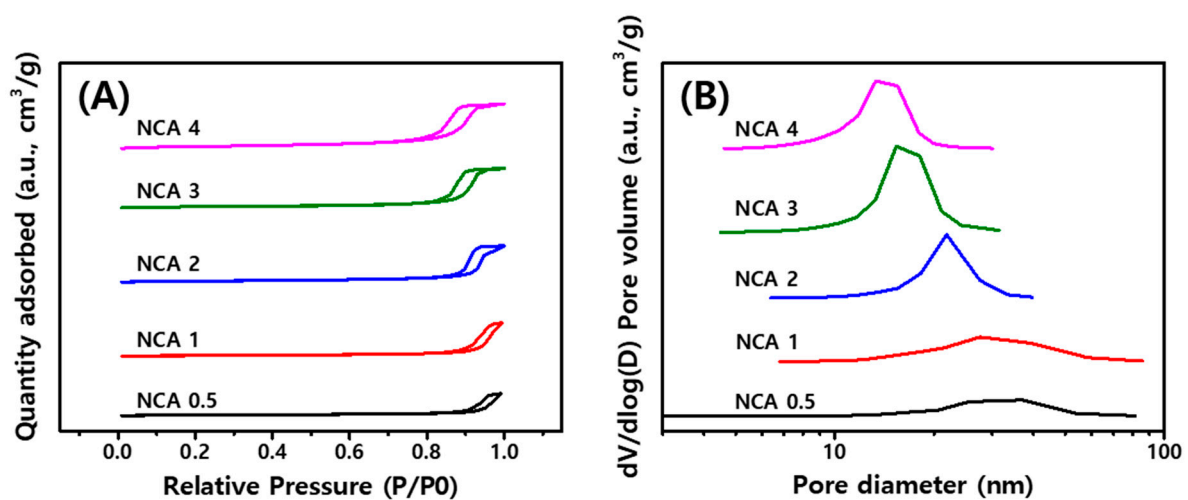 (A)
Quantity adsorbed (a.u., cm³/g)
NCA 4
NCA 3
NCA 2
NCA 1
NCA 0.5
0.0 0.2 0.4 0.6 0.8 1.0
Relative Pressure (P/P0)
(B)
dV/dlog(D) Pore volume (a.u., cm³/g)
NCA 4
NCA 3
NCA 2
NCA 1
NCA 0.5
10 100
Pore diameter (nm)